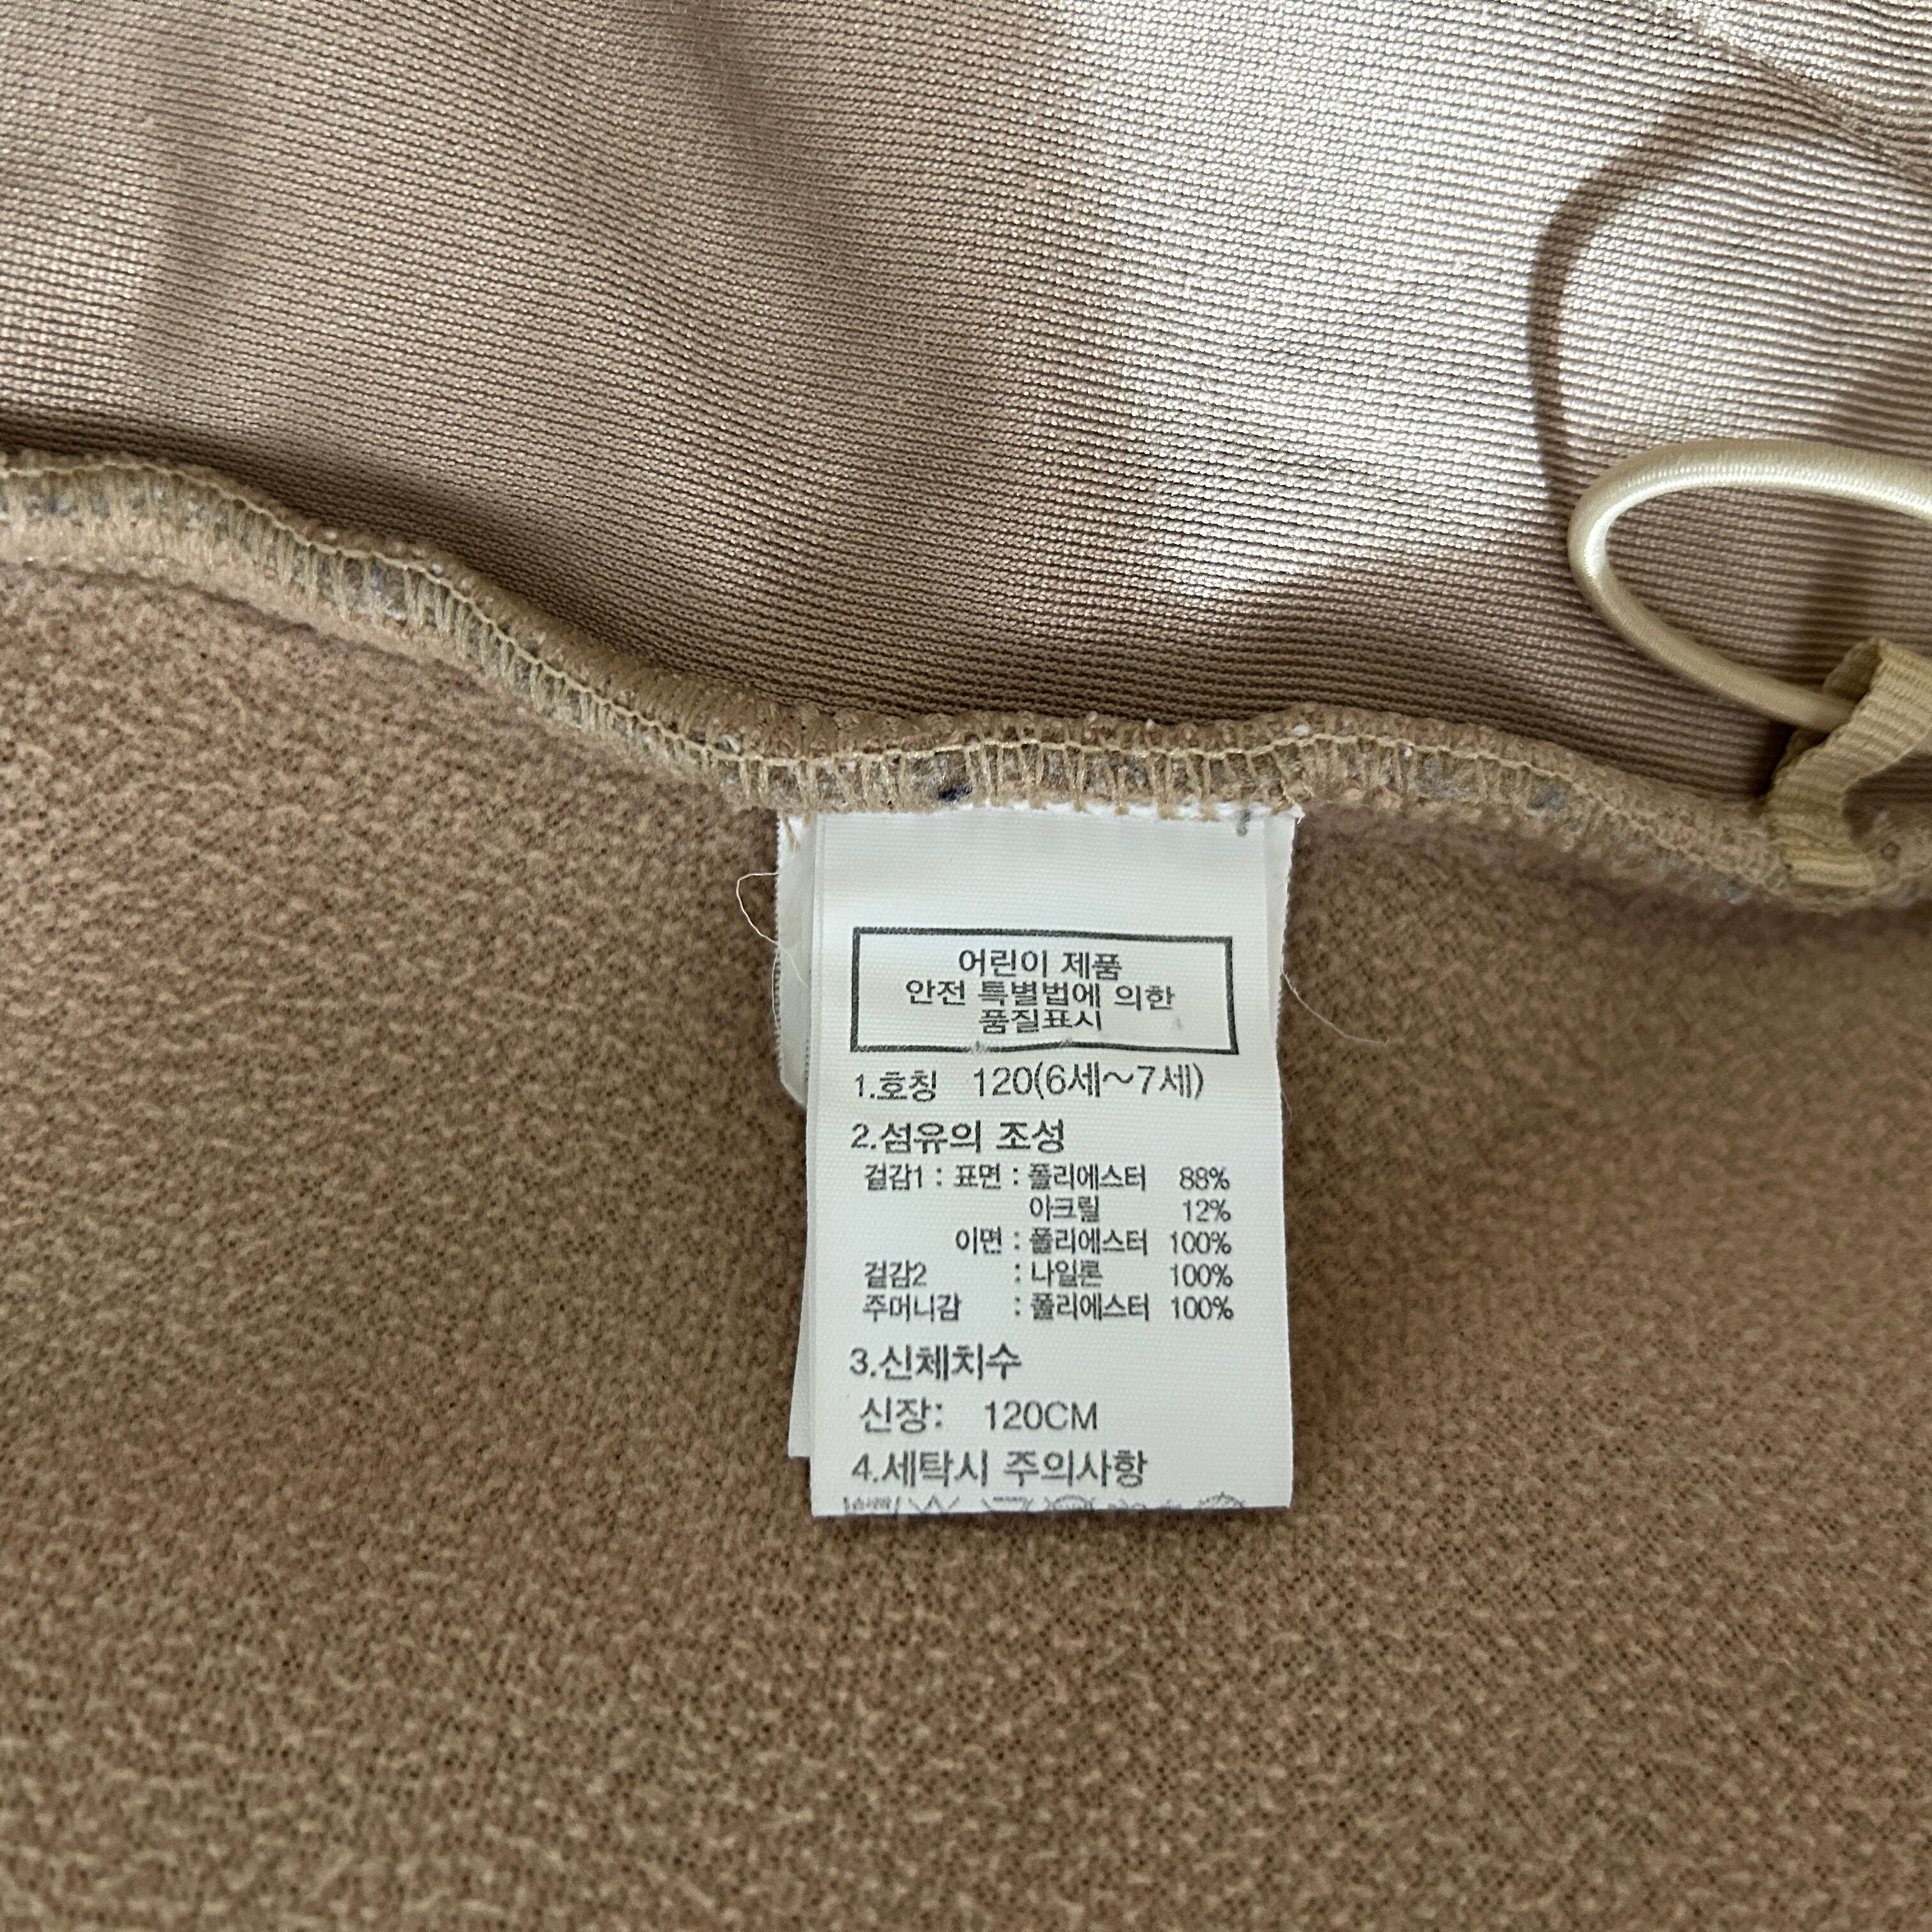 어린이 제품
안전 특별법에 의한
품질표시
1.호칭 120(6세~7세)
2.섬유의 조성
겉감1 : 표면 : 폴리에스터 88%
아크릴 12%
이면 : 폴리에스터 100%
겉감2 : 나일론 100%
주머니감 : 폴리에스터 100%
3.신체치수
신장: 120CM
4.세탁시 주의사항